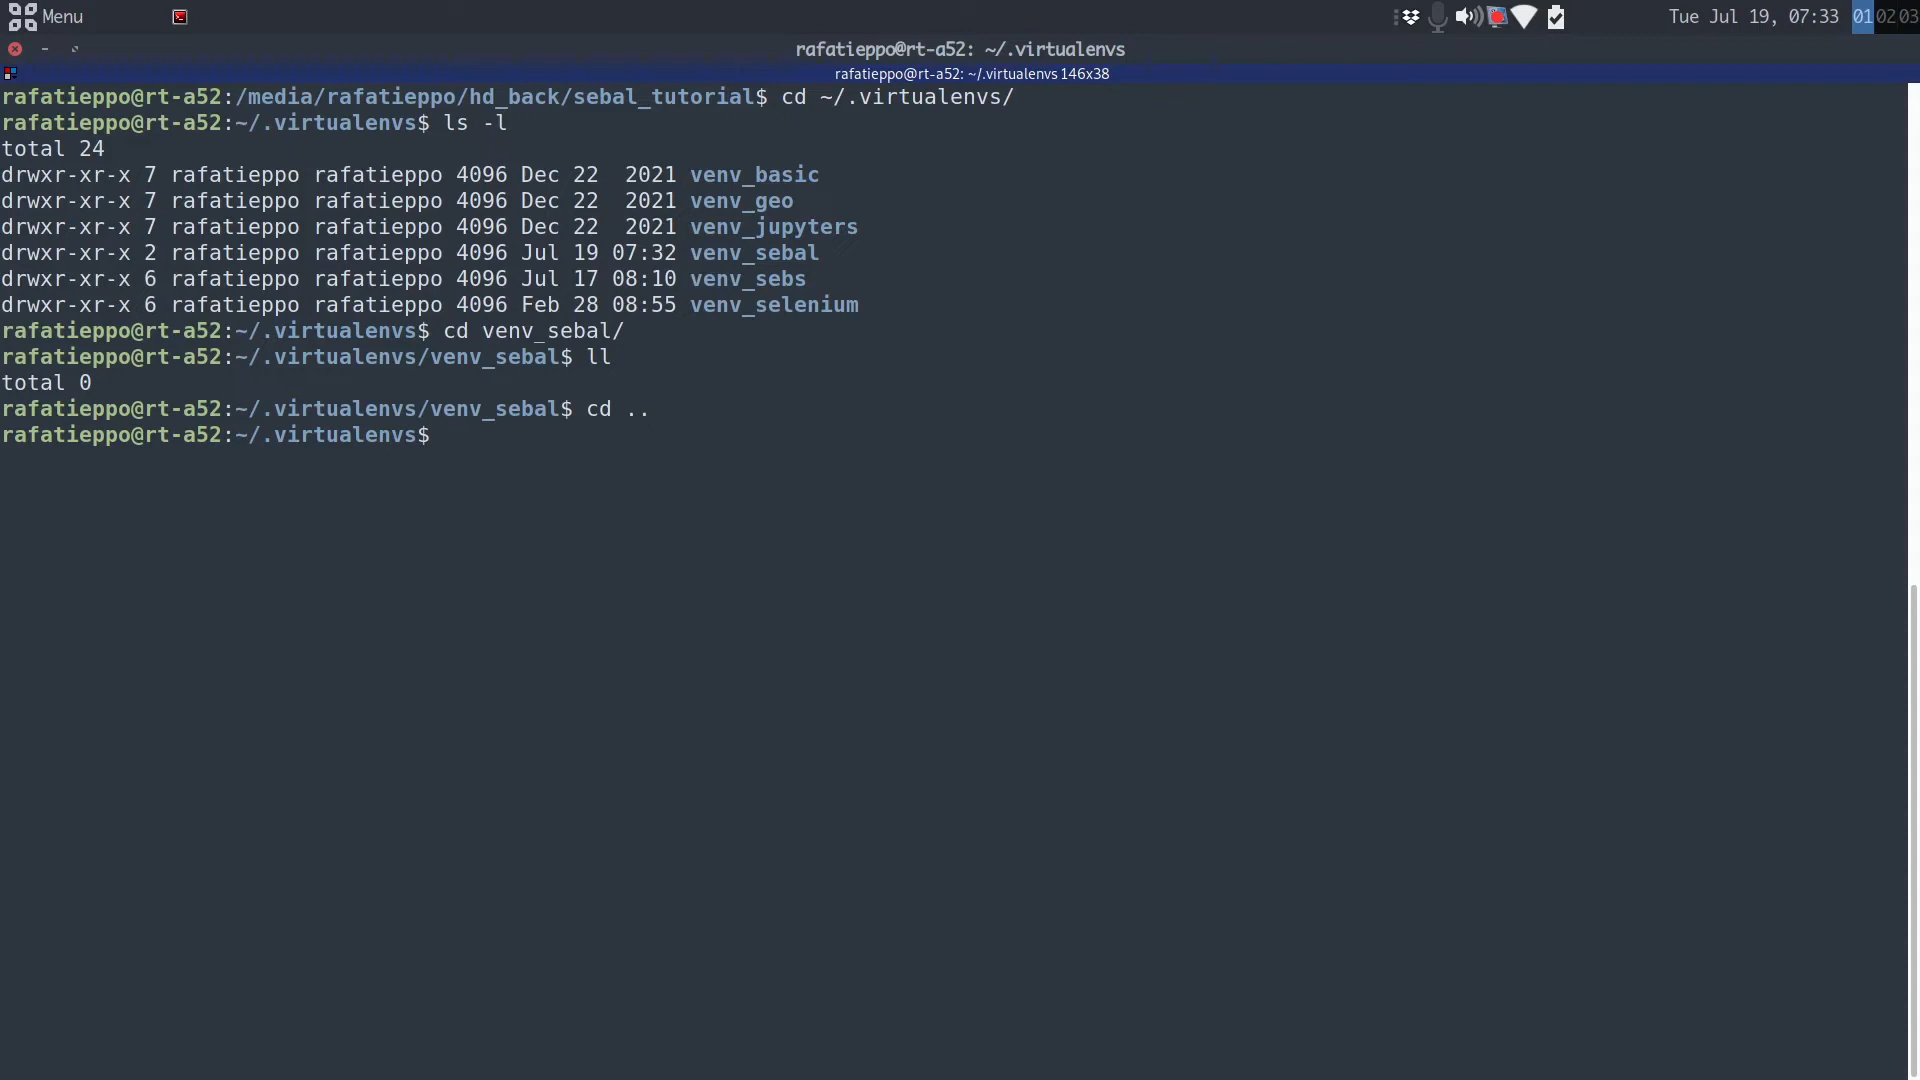 Menu
Tue Jul 19, 07:33 01 02 03
rafatieppo@rt-a52: ~/.virtualenvs
rafatieppo@rt-a52: ~/.virtualenvs 146x38
rafatieppo@rt-a52:/media/rafatieppo/hd_back/sebal_tutorial$ cd ~/.virtualenvs/
rafatieppo@rt-a52:~/.virtualenvs$ ls -l
total 24
drwxr-xr-x 7 rafatieppo rafatieppo 4096 Dec 22  2021 venv_basic
drwxr-xr-x 7 rafatieppo rafatieppo 4096 Dec 22  2021 venv_geo
drwxr-xr-x 7 rafatieppo rafatieppo 4096 Dec 22  2021 venv_jupyters
drwxr-xr-x 2 rafatieppo rafatieppo 4096 Jul 19 07:32 venv_sebal
drwxr-xr-x 6 rafatieppo rafatieppo 4096 Jul 17 08:10 venv_sebs
drwxr-xr-x 6 rafatieppo rafatieppo 4096 Feb 28 08:55 venv_selenium
rafatieppo@rt-a52:~/.virtualenvs$ cd venv_sebal/
rafatieppo@rt-a52:~/.virtualenvs/venv_sebal$ ll
total 0
rafatieppo@rt-a52:~/.virtualenvs/venv_sebal$ cd ..
rafatieppo@rt-a52:~/.virtualenvs$